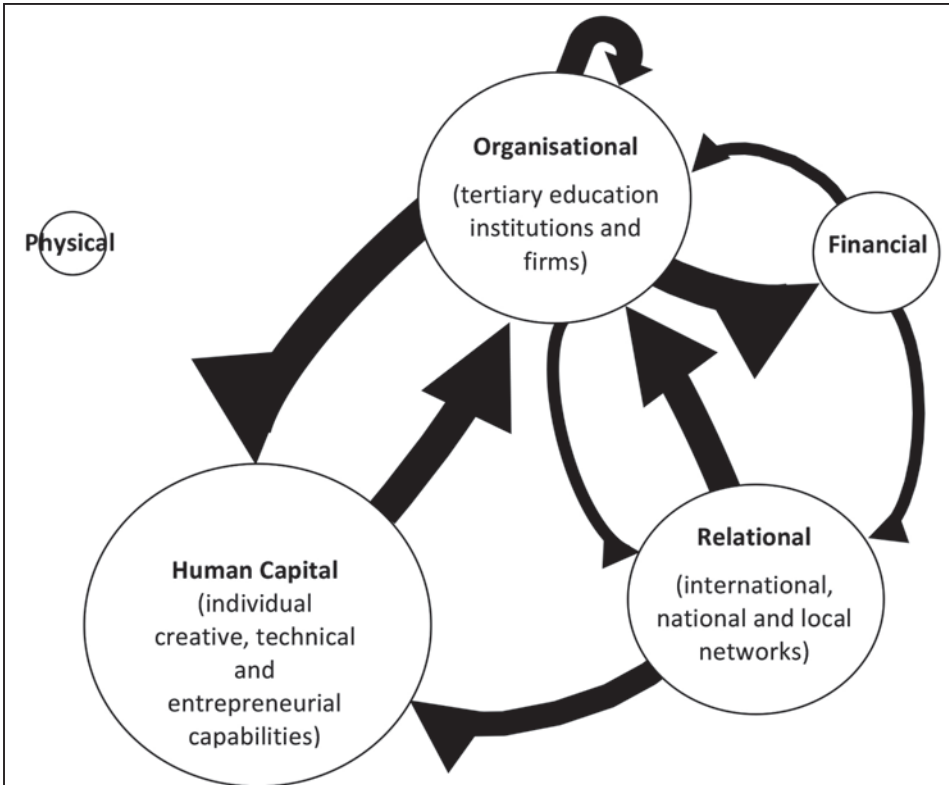 Organisational
(tertiary education
institutions and
firms)
Physical
Financial
Relational
(international,
national and local
networks)
Human Capital
(individual
creative, technical
and
entrepreneurial
capabilities)